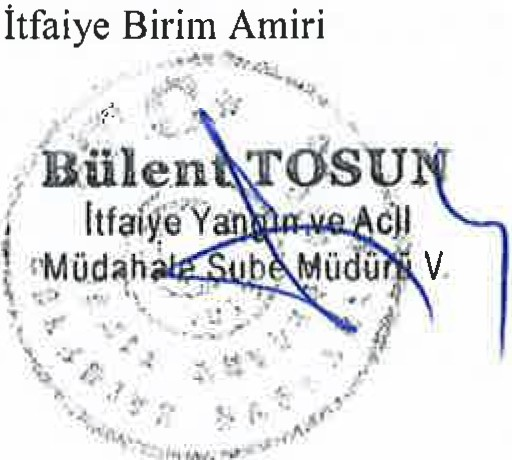 İtfaiye Birim Amiri
Bülent TOSUN
İtfaiye Yangın ve Acil
Müdahale Şube Müdürü V.